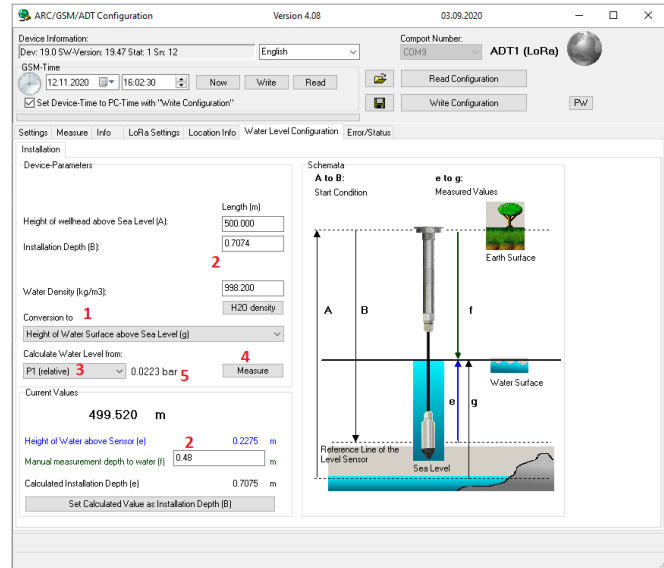 ARC/GSM/ADT Configuration Version 4.08 03.09.2020
Device Information: Comport Number:
Dev: 19.0 SW-Version: 19.47 Stat: 1 Sn: 12 English COM9 ADT1 (LoRa)
GSM-Time
12.11.2020 16:02:30 Now Write Read Read Configuration
Set Device-Time to PC-Time with "Write Configuration" Write Configuration PW
Settings Measure Info LoRa Settings Location Info Water Level Configuration Error/Status
Installation
Device-Parameters
Length (m)
Height of wellhead above Sea Level (A): 500.000
Installation Depth (B): 0.7074
2
Water Density (kg/m3): 998.200
H2O density
Conversion to 1
Height of Water Surface above Sea Level (g)
Calculate Water Level from: 4
P1 (relative) 3 0.0223 bar 5 Measure
Current Values
499.520 m
Height of Water above Sensor (e) 2 0.2275 m
Manual measurement depth to water (f) 0.48 m
Calculated Installation Depth (e) 0.7075 m
Set Calculated Value as Installation Depth (B)
Schemata
A to B: e to g:
Start Condition Measured Values
Earth Surface
A B f
Water Surface
e g
Reference Line of the
Level Sensor
Sea Level